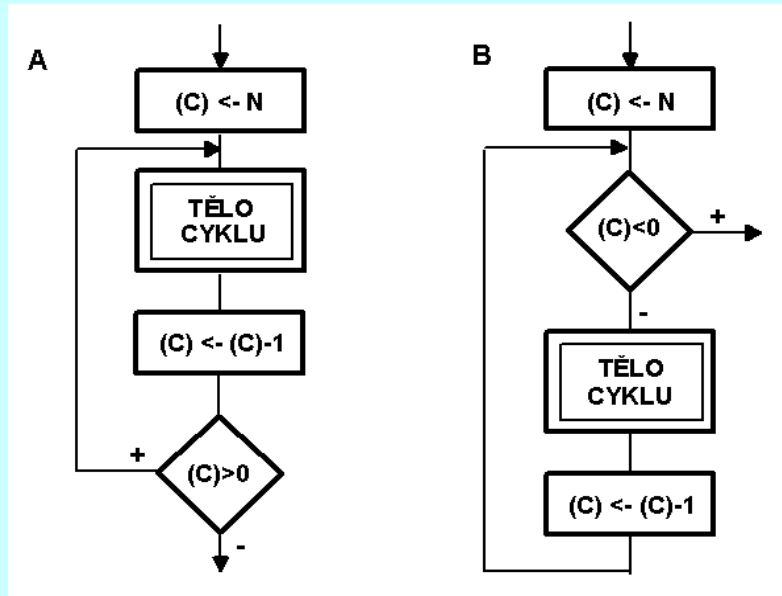 A
(C) <- N
TĚLO
CYKLU
(C) <- (C)-1
+
(C)>0
-
B
(C) <- N
(C)<0
+
-
TĚLO
CYKLU
(C) <- (C)-1